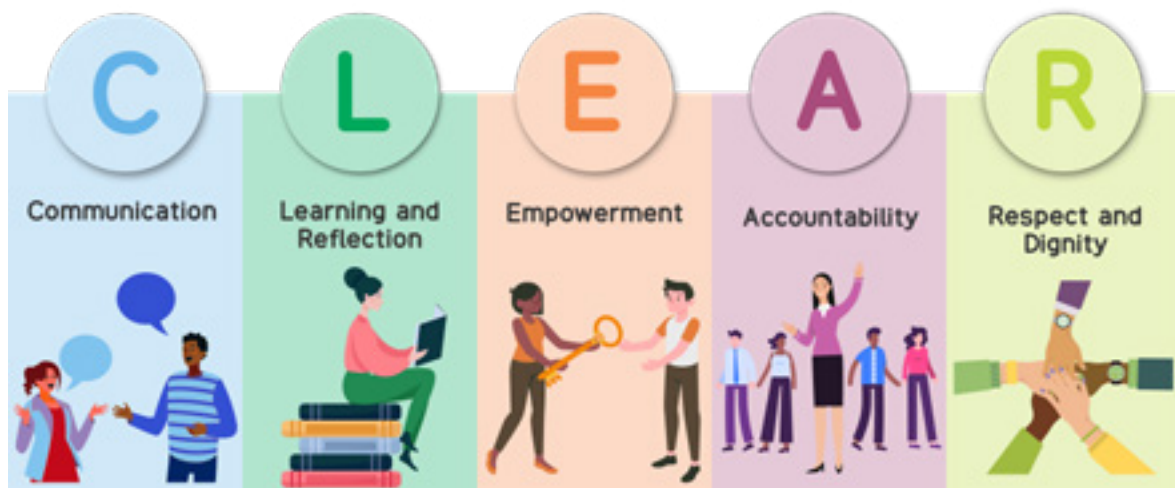 C
L
E
A
R
Communication
Learning and
Reflection
Empowerment
Accountability
Respect and
Dignity